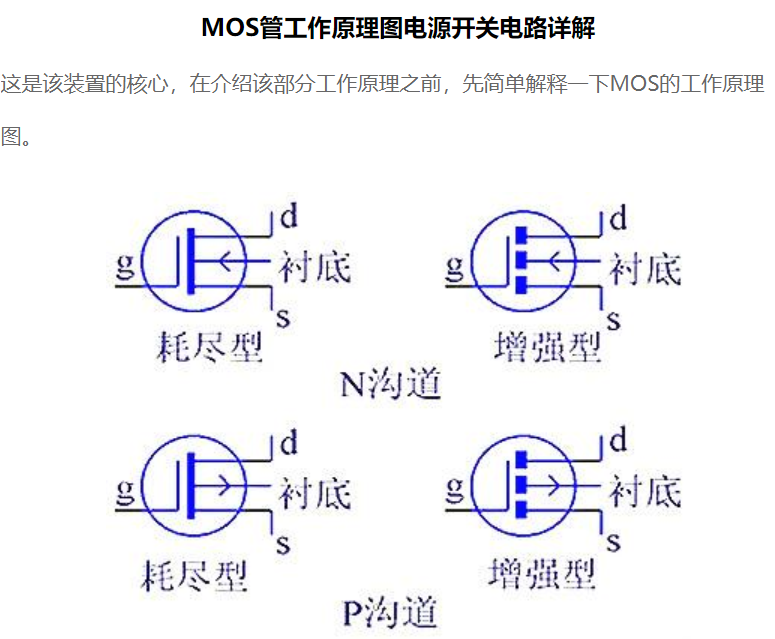 MOS管工作原理图电源开关电路详解
这是该装置的核心，在介绍该部分工作原理之前，先简单解释一下MOS的工作原理
图。
d d
g 衬底 g 衬底
s s
耗尽型 增强型
N沟道
d d
g 衬底 g 衬底
s s
耗尽型 增强型
P沟道